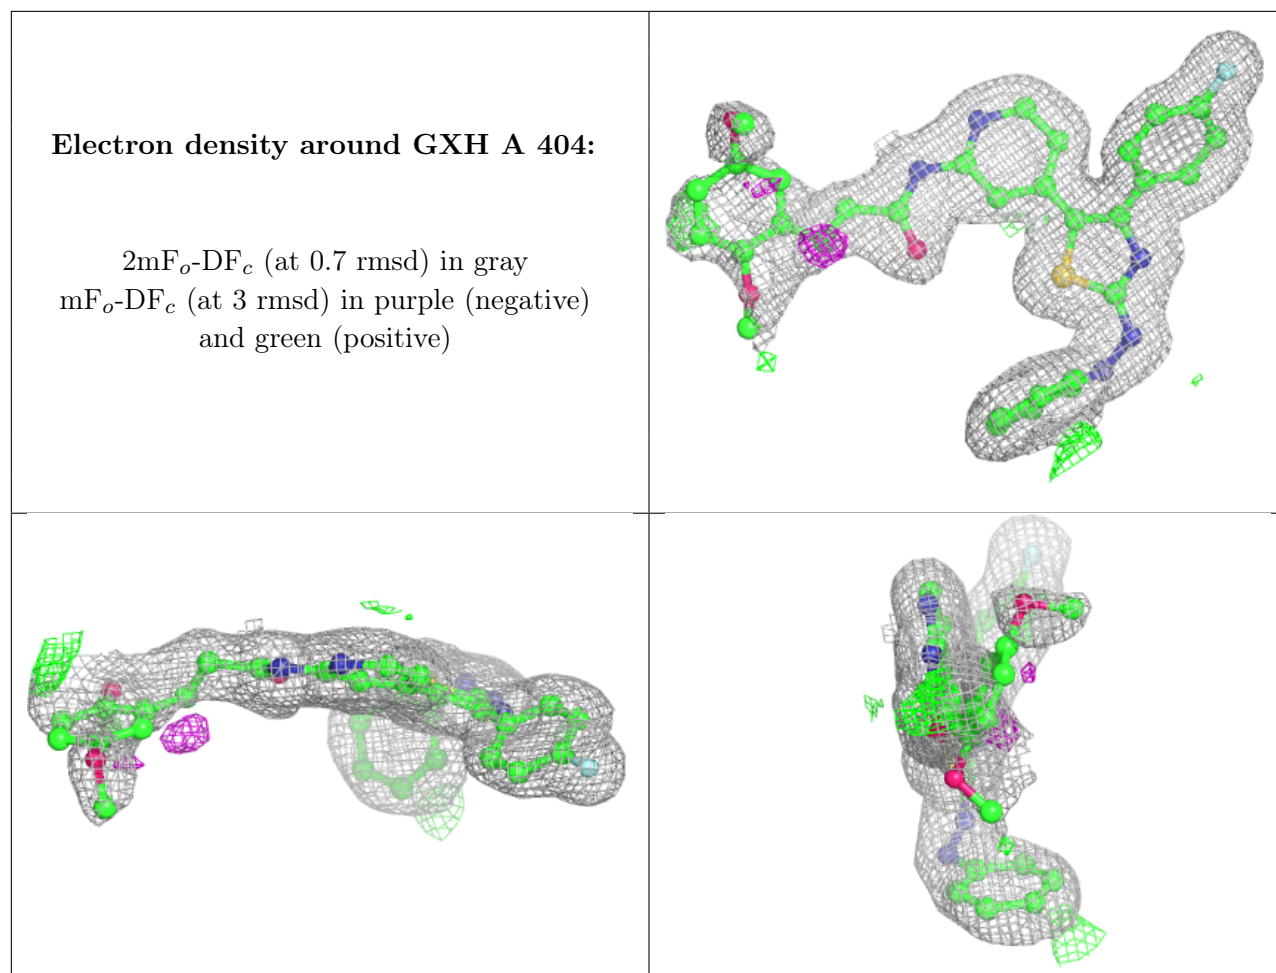 Electron density around GXH A 404:
2mFo-DFc (at 0.7 rmsd) in gray
mFo-DFc (at 3 rmsd) in purple (negative)
and green (positive)